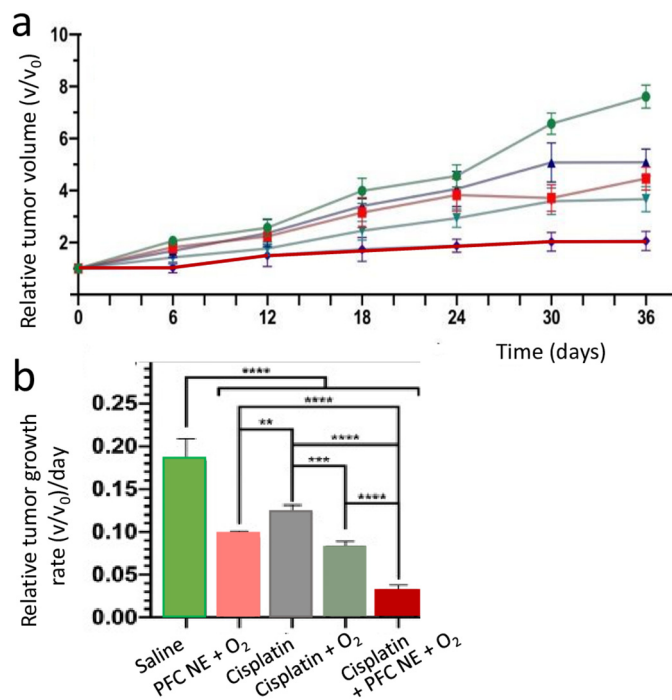 a
Relative tumor volume (v/v₀)
10
8
6
4
2
0
6
12
18
24
30
36
Time (days)
b
Relative tumor growth
rate (v/v₀)/day
0.25
0.20
0.15
0.10
0.05
0.00
****
****
**
****
***
****
Saline
PFC NE + O₂
Cisplatin
Cisplatin + O₂
Cisplatin
+ PFC NE + O₂